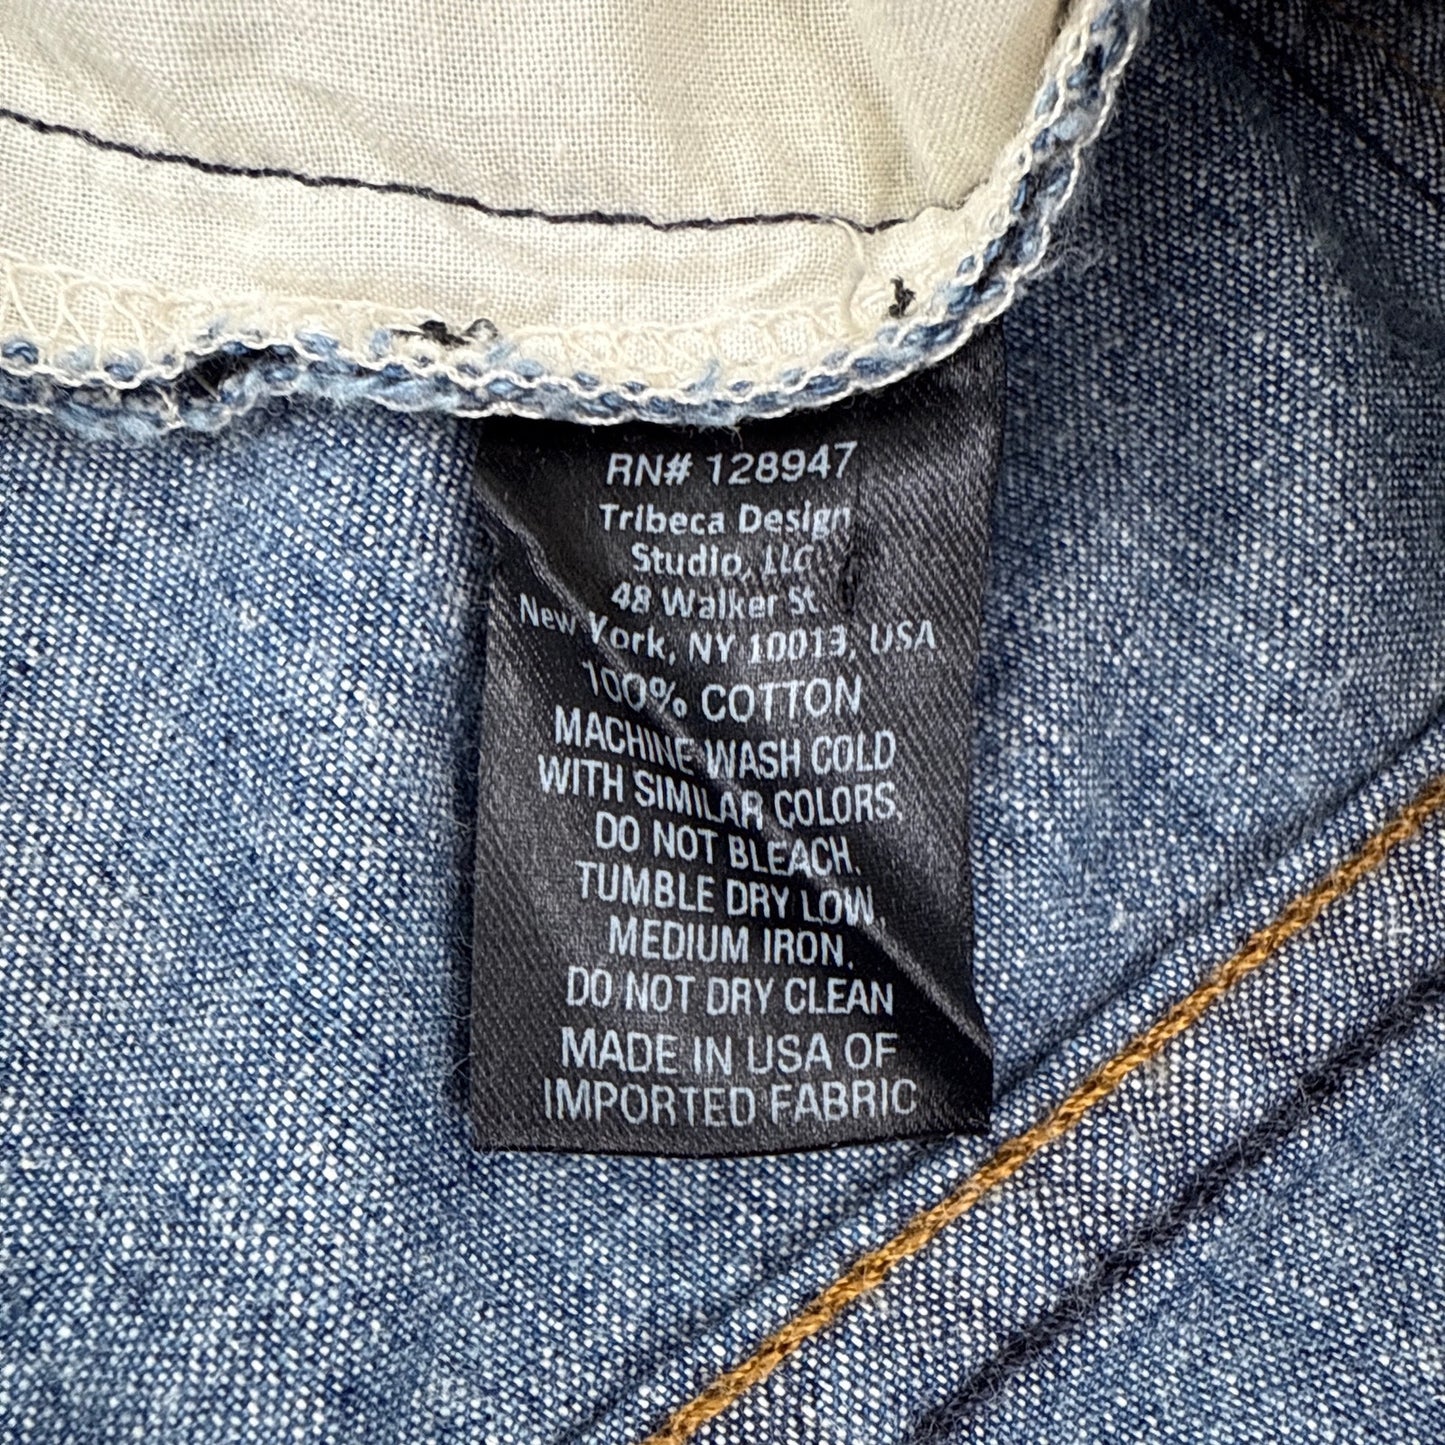 RN# 128947
Tribeca Design
Studio, LLC
48 Walker St
New York, NY 10013, USA
100% COTTON
MACHINE WASH COLD
WITH SIMILAR COLORS,
DO NOT BLEACH.
TUMBLE DRY LOW,
MEDIUM IRON.
DO NOT DRY CLEAN
MADE IN USA OF
IMPORTED FABRIC